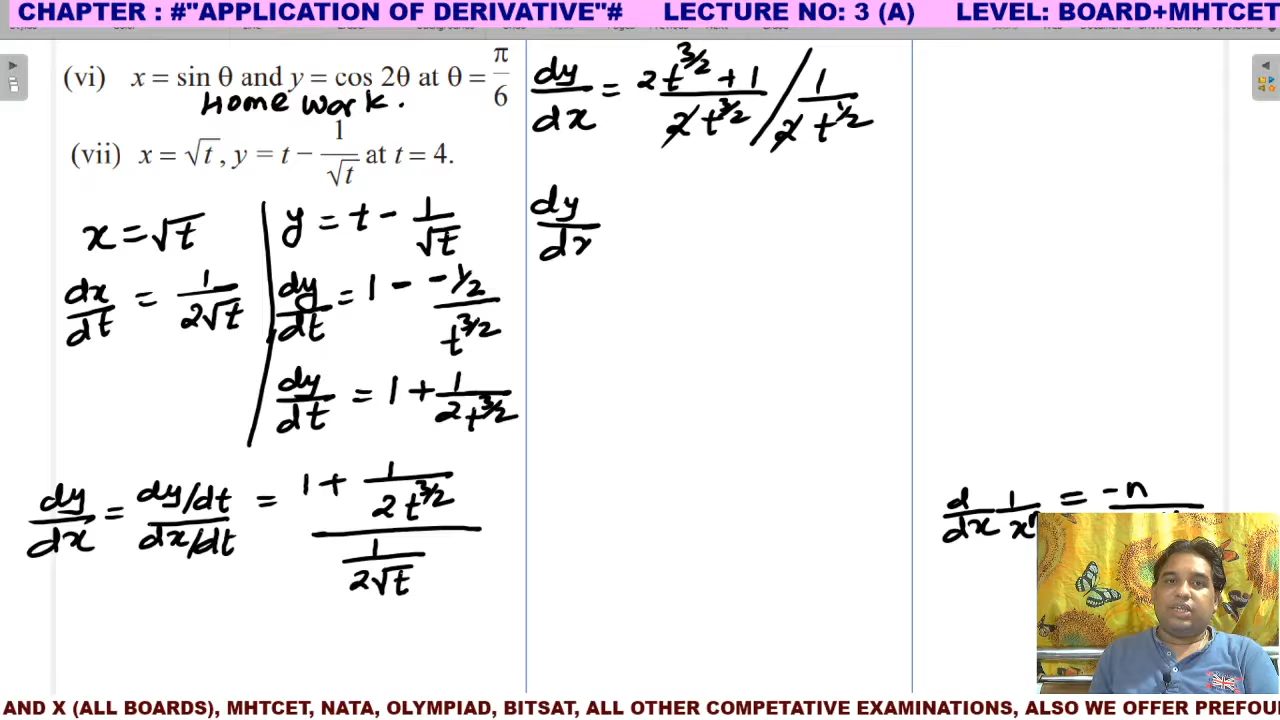 CHAPTER : #"APPLICATION OF DERIVATIVE"# LECTURE NO: 3 (A) LEVEL: BOARD+MHTCET
(vi) x = sin θ and y = cos 2θ at θ = π/6
Home work.
(vii) x = √t, y = t − 1/√t at t = 4.
x = √t
dx/dt = 1/2√t
y = t - 1/√t
dy/dt = 1 - -1/2 / t^3/2
dy/dt = 1 + 1/2t^3/2
dy/dx = dy/dt / dx/dt = 1 + 1/2t^3/2 / 1/2√t
dy/dx = 2t^3/2 + 1 / 2t^3/2 / 1 / 2t^1/2
dy/dx
d/dx 1/x^n = -n
AND X (ALL BOARDS), MHTCET, NATA, OLYMPIAD, BITSAT, ALL OTHER COMPETATIVE EXAMINATIONS, ALSO WE OFFER PREFOU